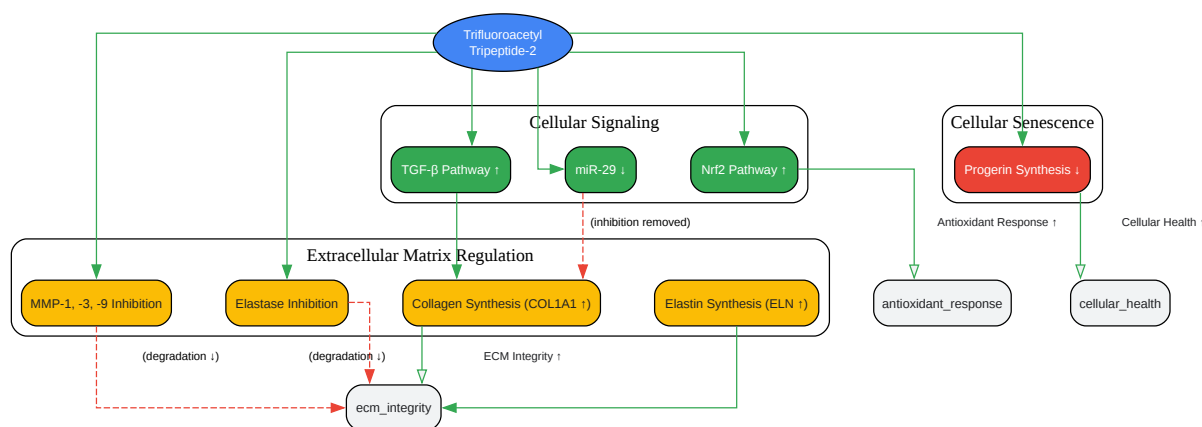 Trifluoroacetyl
Tripeptide-2
Cellular Signaling
Cellular Senescence
TGF-β Pathway ↑
miR-29 ↓
Nrf2 Pathway ↑
Progerin Synthesis ↓
(inhibition removed)
Antioxidant Response ↑
Cellular Health ↑
Extracellular Matrix Regulation
MMP-1, -3, -9 Inhibition
Elastase Inhibition
Collagen Synthesis (COL1A1 ↑)
Elastin Synthesis (ELN ↑)
antioxidant_response
cellular_health
(degradation ↓)
(degradation ↓)
ECM Integrity ↑
ecm_integrity